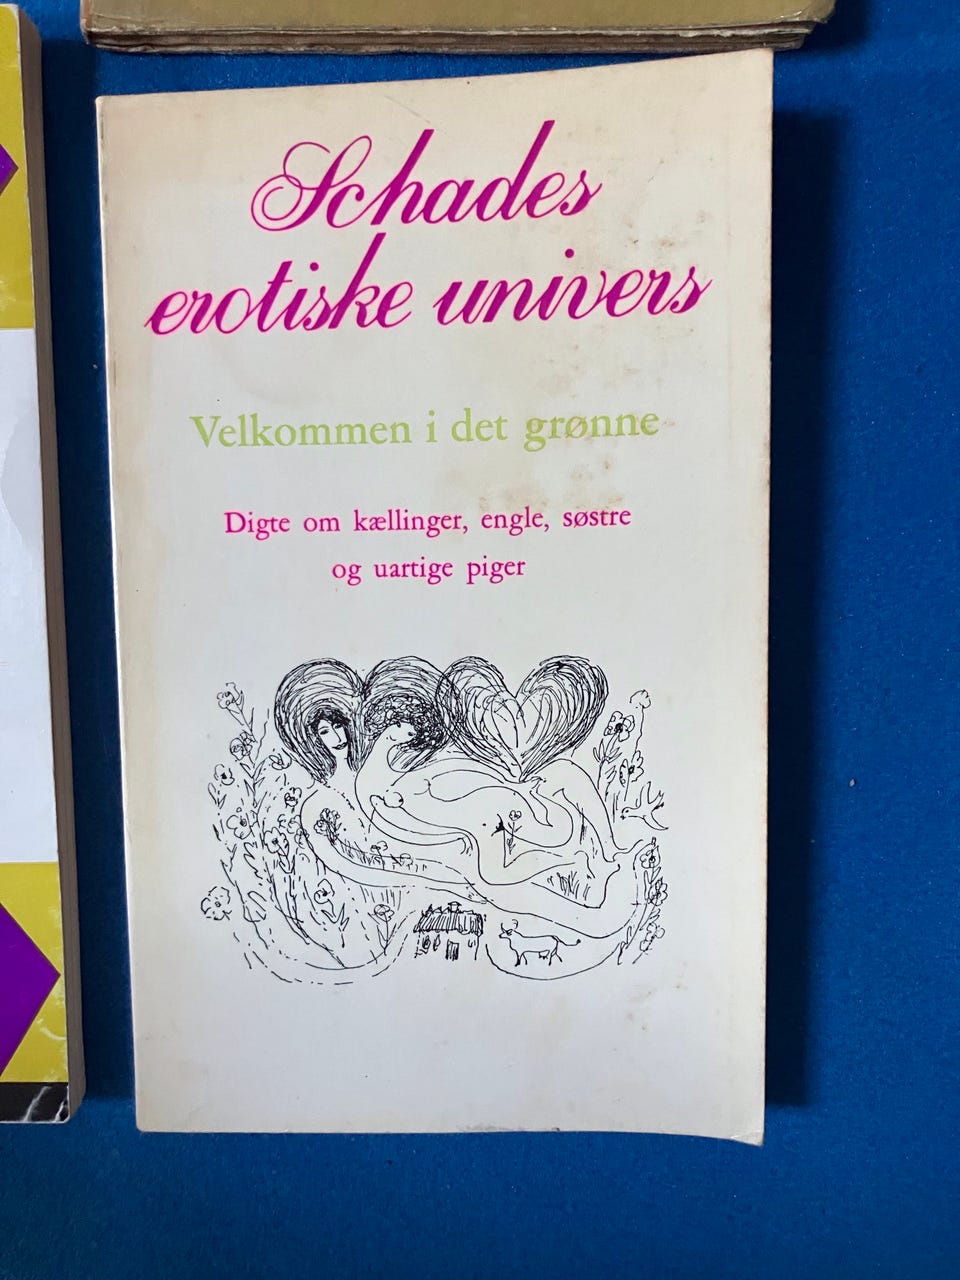 Schades
erotiske univers
Velkommen i det grønne
Digte om kællinger, engle, søstre
og uartige piger